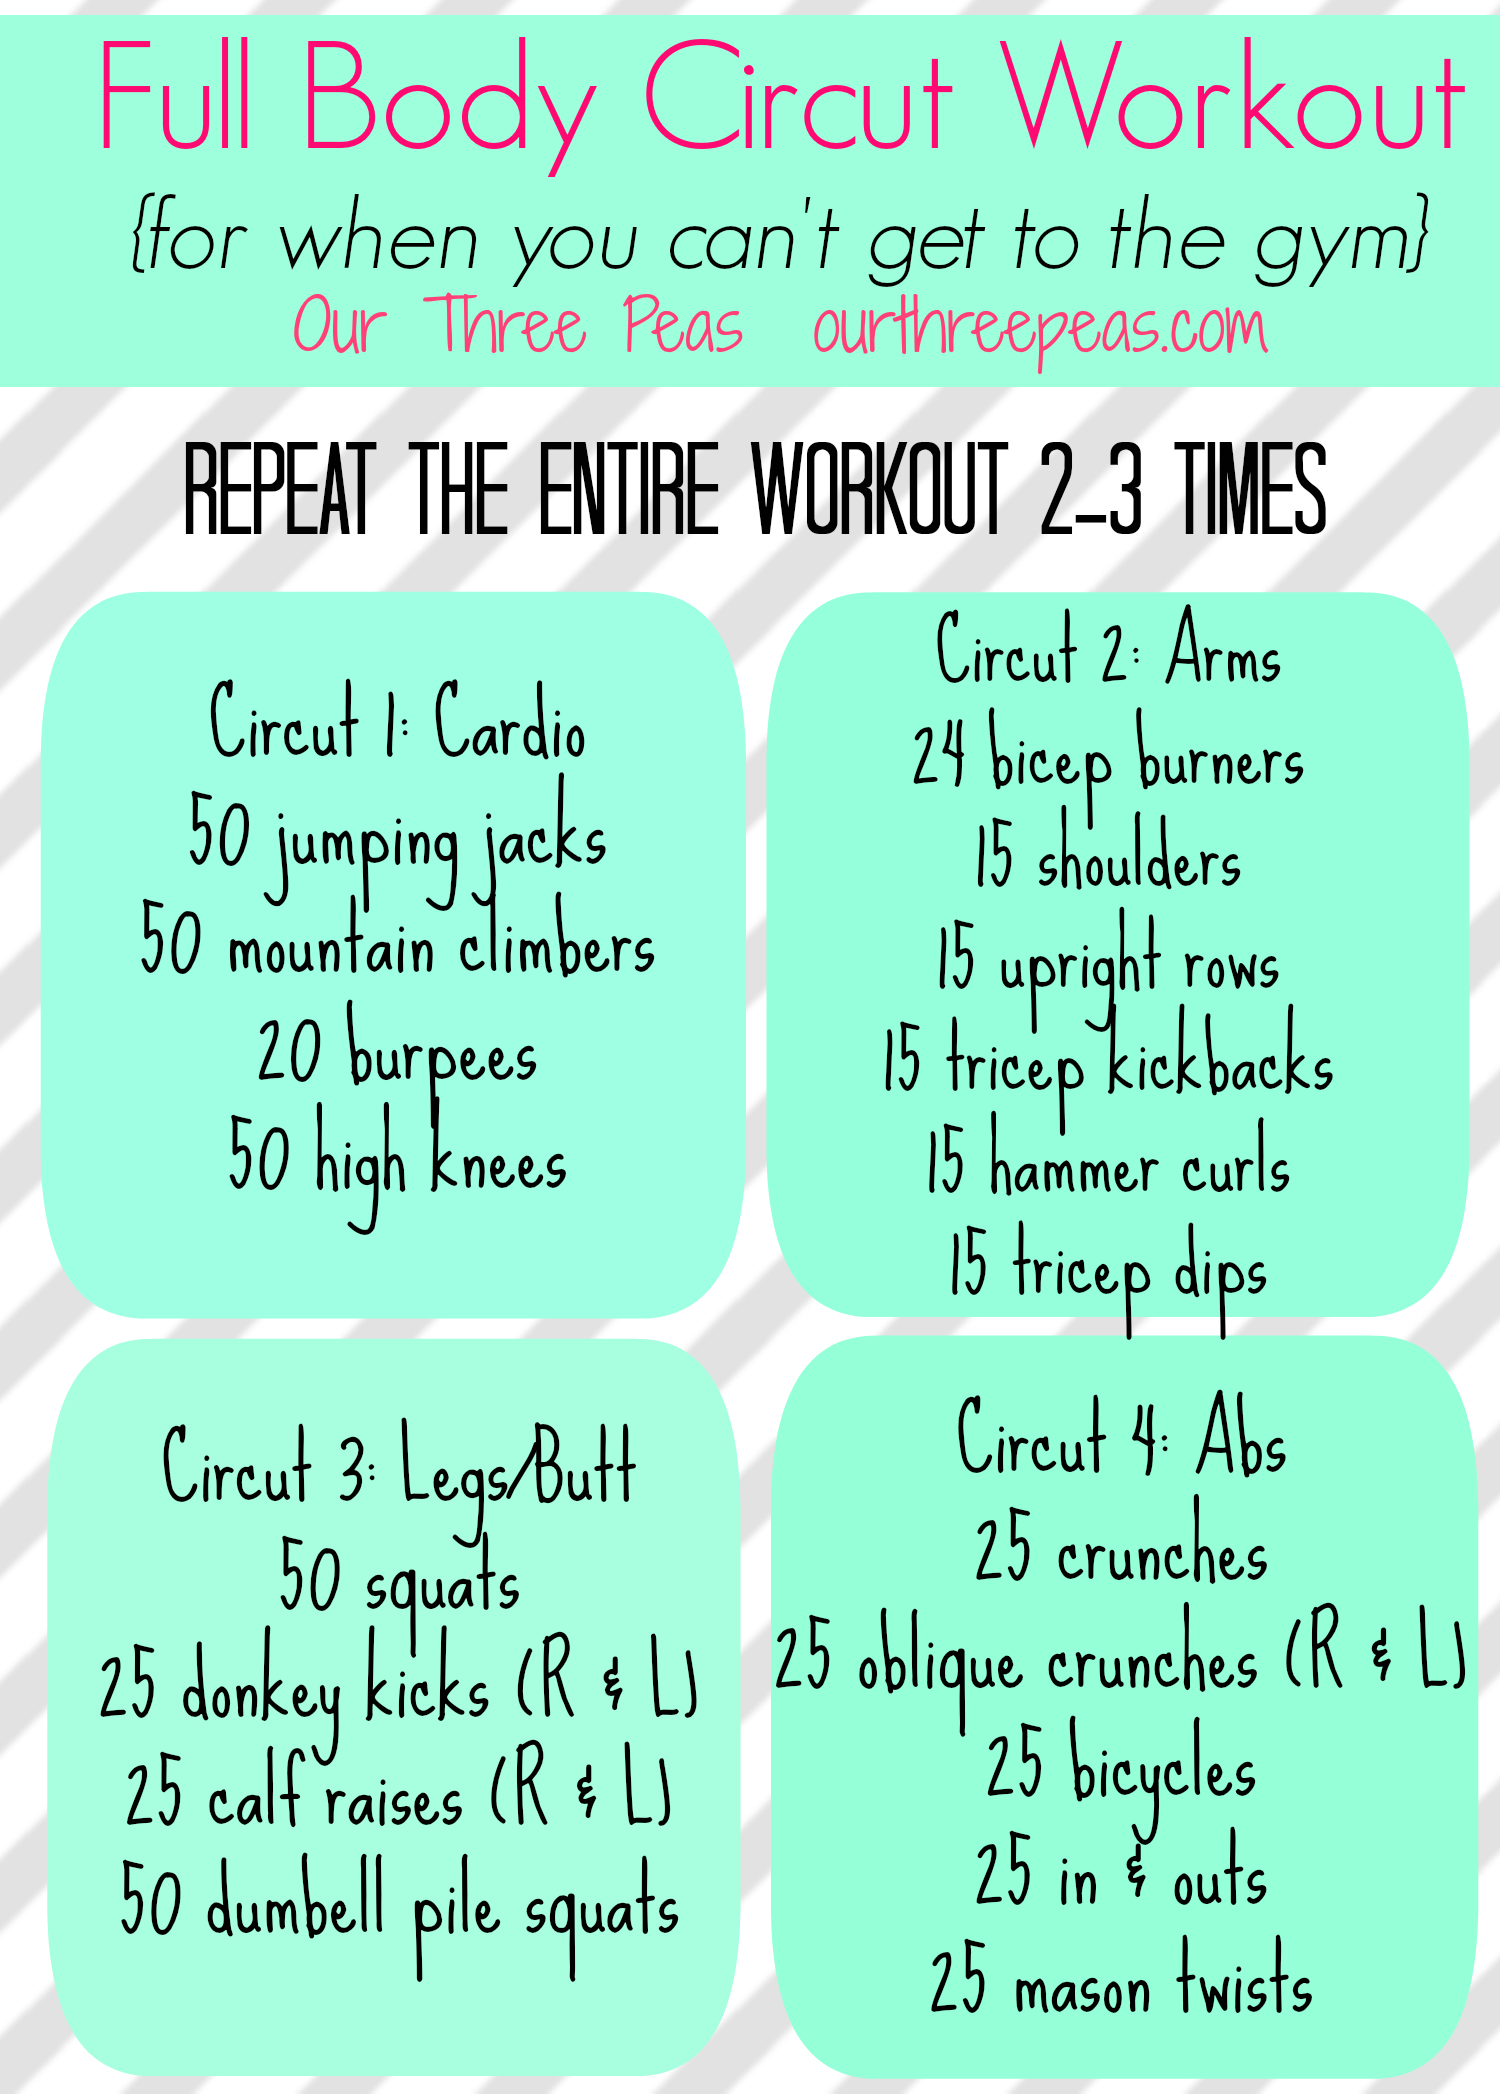 Full Body Circut Workout
{for when you can't get to the gym}
Our Three Peas ourthreepeas.com
REPEAT THE ENTIRE WORKOUT 2-3 TIMES
Circut 1: Cardio
50 jumping jacks
50 mountain climbers
20 burpees
50 high knees
Circut 2: Arms
24 bicep burners
15 shoulders
15 upright rows
15 tricep kickbacks
15 hammer curls
15 tricep dips
Circut 3: Legs/Butt
50 squats
25 donkey kicks (R & L)
25 calf raises (R & L)
50 dumbell pile squats
Circut 4: Abs
25 crunches
25 oblique crunches (R & L)
25 bicycles
25 in & outs
25 mason twists